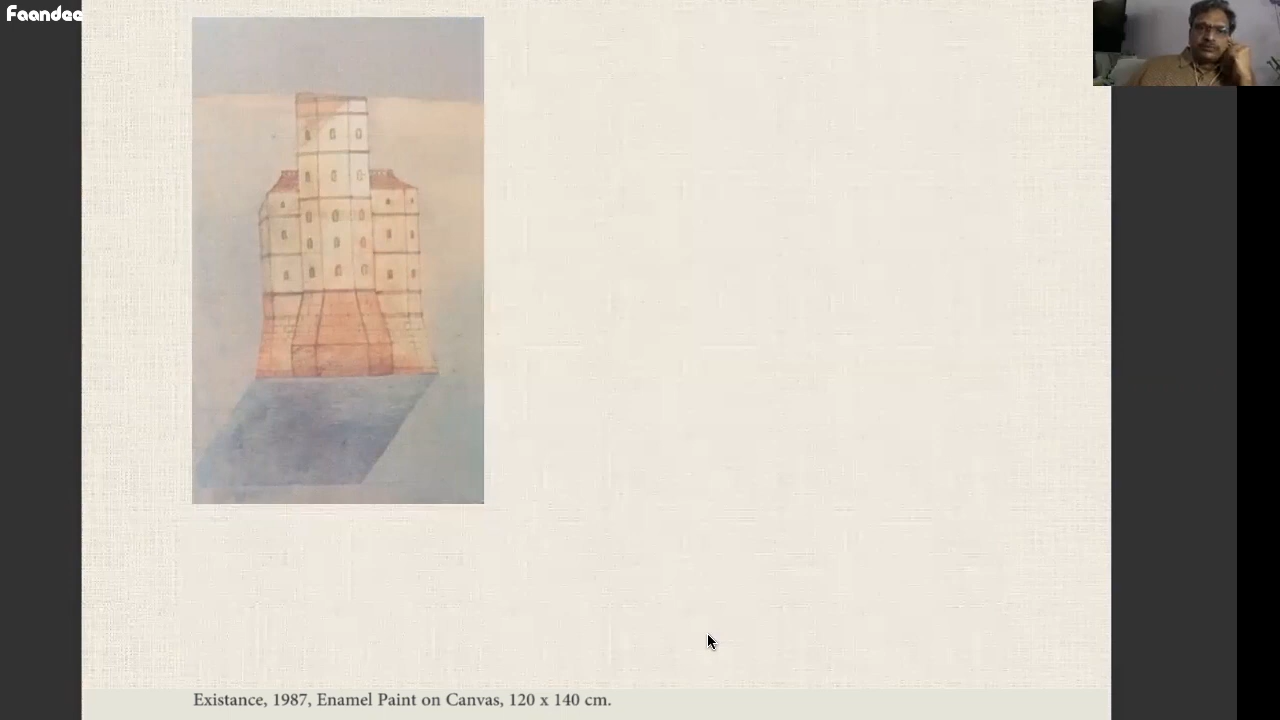 Faandee
Existance, 1987, Enamel Paint on Canvas, 120 x 140 cm.